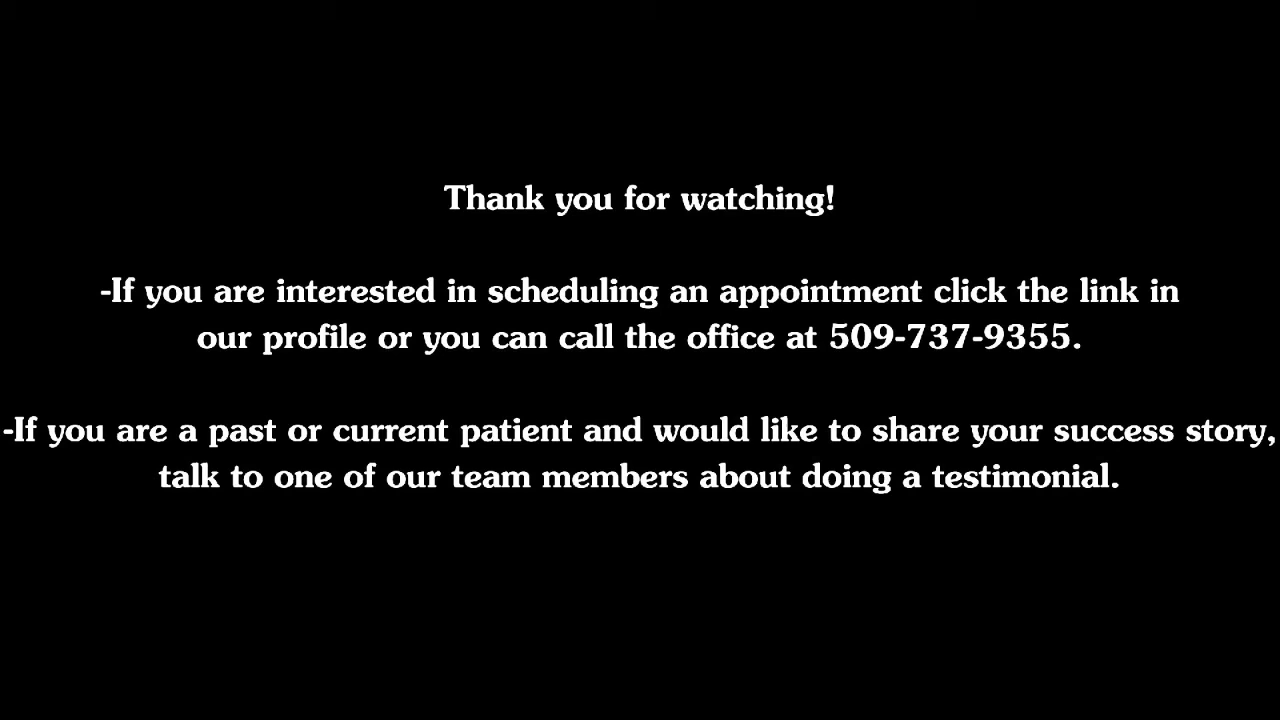 Thank you for watching!
-If you are interested in scheduling an appointment click the link in
our profile or you can call the office at 509-737-9355.
-If you are a past or current patient and would like to share your success story,
talk to one of our team members about doing a testimonial.